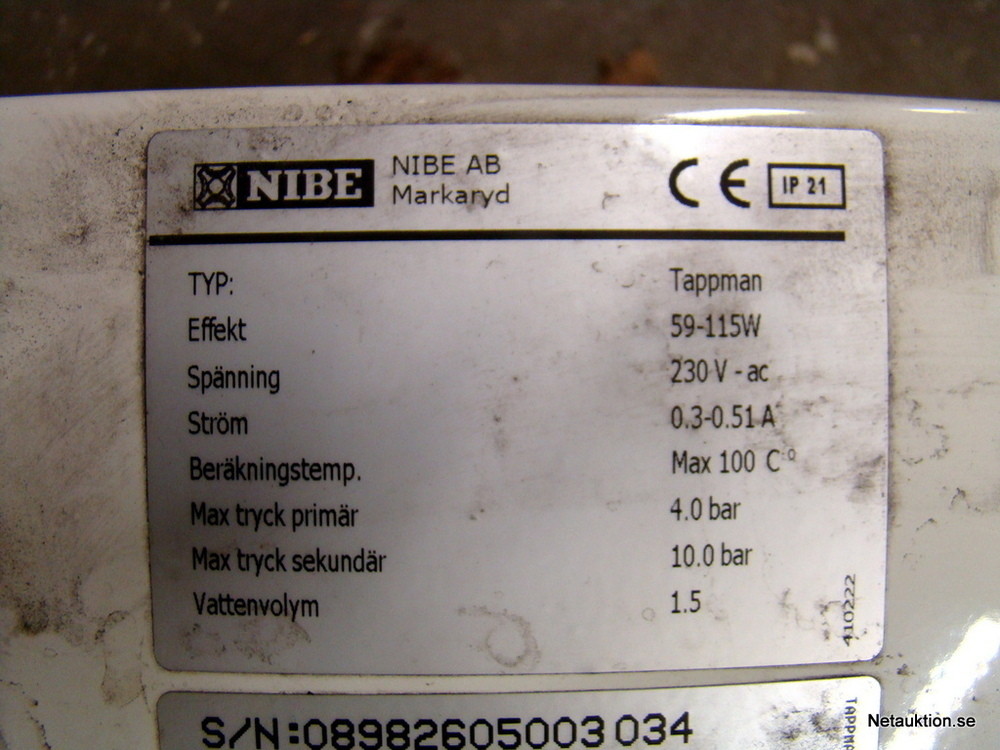 NIBE
NIBE AB
Markaryd
CE
IP 21
TYP: Tappman
Effekt 59-115W
Spänning 230 V - ac
Ström 0.3-0.51 A
Beräkningstemp. Max 100 C°
Max tryck primär 4.0 bar
Max tryck sekundär 10.0 bar
Vattenvolym 1.5
410222
S/N:08982605003034
Netauktion.se